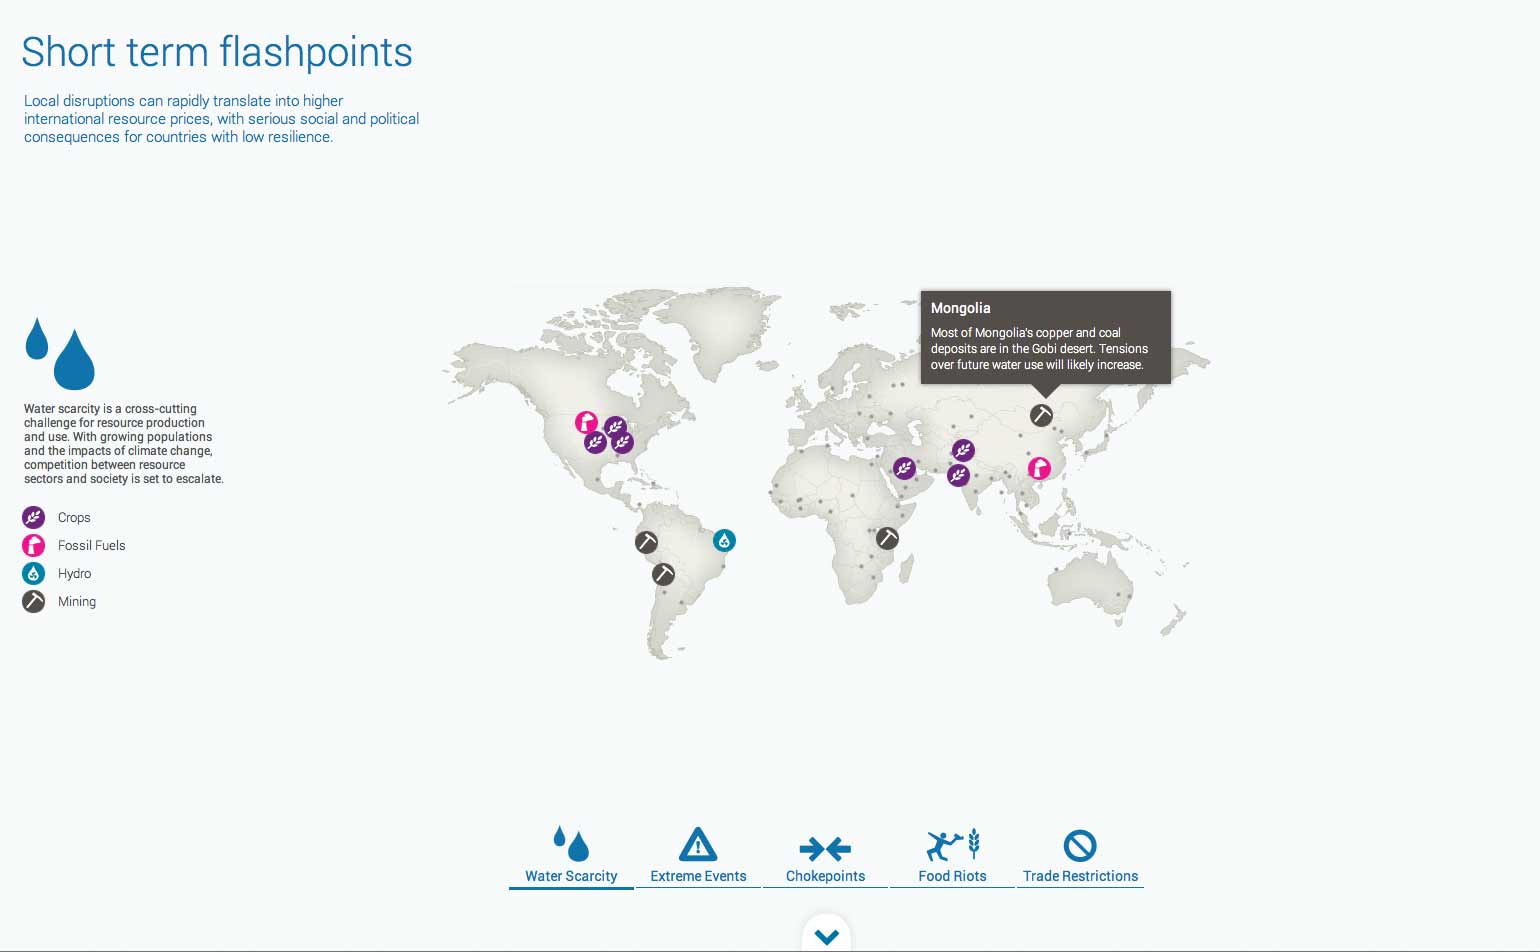 Short term flashpoints
Local disruptions can rapidly translate into higher
international resource prices, with serious social and political
consequences for countries with low resilience.
Mongolia
Most of Mongolia's copper and coal
deposits are in the Gobi desert. Tensions
over future water use will likely increase.
Water scarcity is a cross-cutting
challenge for resource production
and use. With growing populations
and the impacts of climate change,
competition between resource
sectors and society is set to escalate.
Crops
Fossil Fuels
Hydro
Mining
Water Scarcity
Extreme Events
Chokepoints
Food Riots
Trade Restrictions